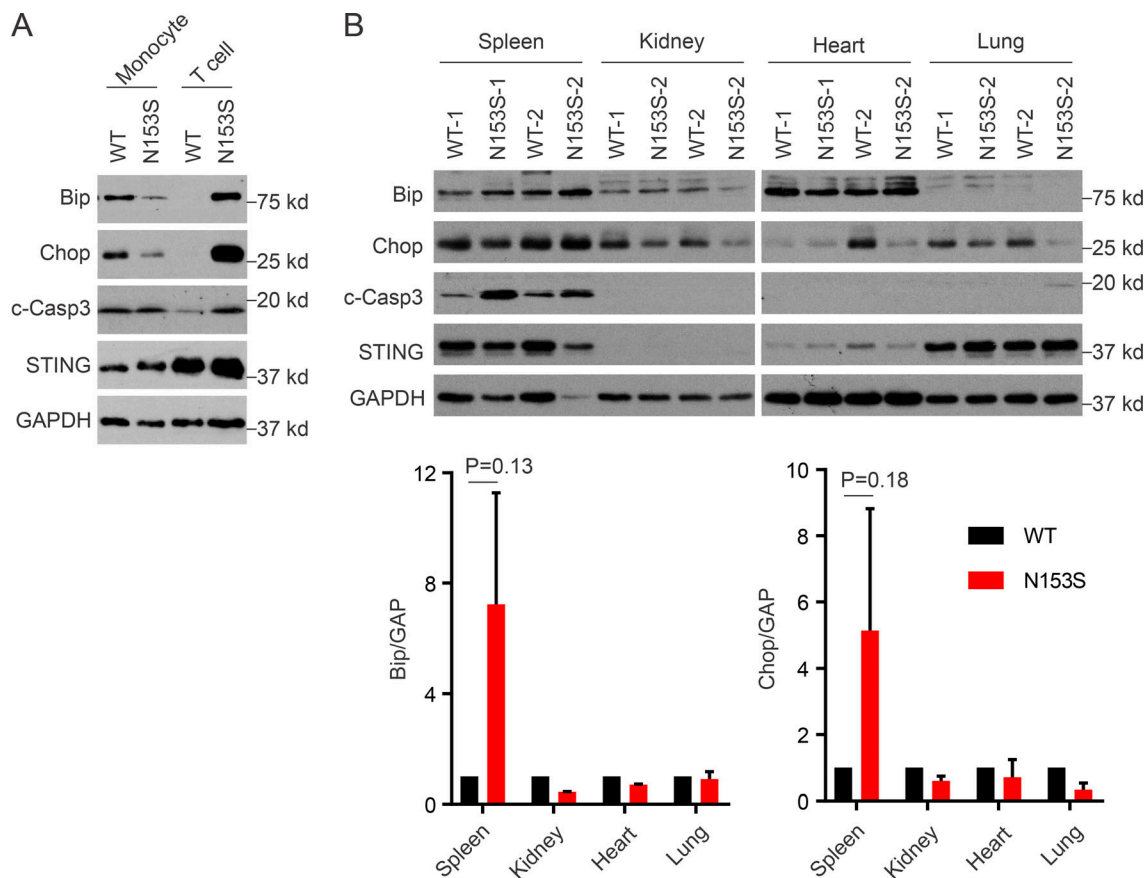 A
Monocyte
T cell
WT
N153S
WT
N153S
Bip
75 kd
Chop
25 kd
c-Casp3
20 kd
STING
37 kd
GAPDH
37 kd
B
Spleen
Kidney
Heart
Lung
WT-1
N153S-1
WT-2
N153S-2
WT-1
N153S-2
WT-2
N153S-2
WT-1
N153S-1
WT-2
N153S-2
WT-1
N153S-2
WT-2
N153S-2
Bip
75 kd
Chop
25 kd
c-Casp3
20 kd
STING
37 kd
GAPDH
37 kd
Bip/GAP
12
8
4
0
P=0.13
Spleen
Kidney
Heart
Lung
Chop/GAP
10
8
6
4
2
0
P=0.18
Spleen
Kidney
Heart
Lung
WT
N153S